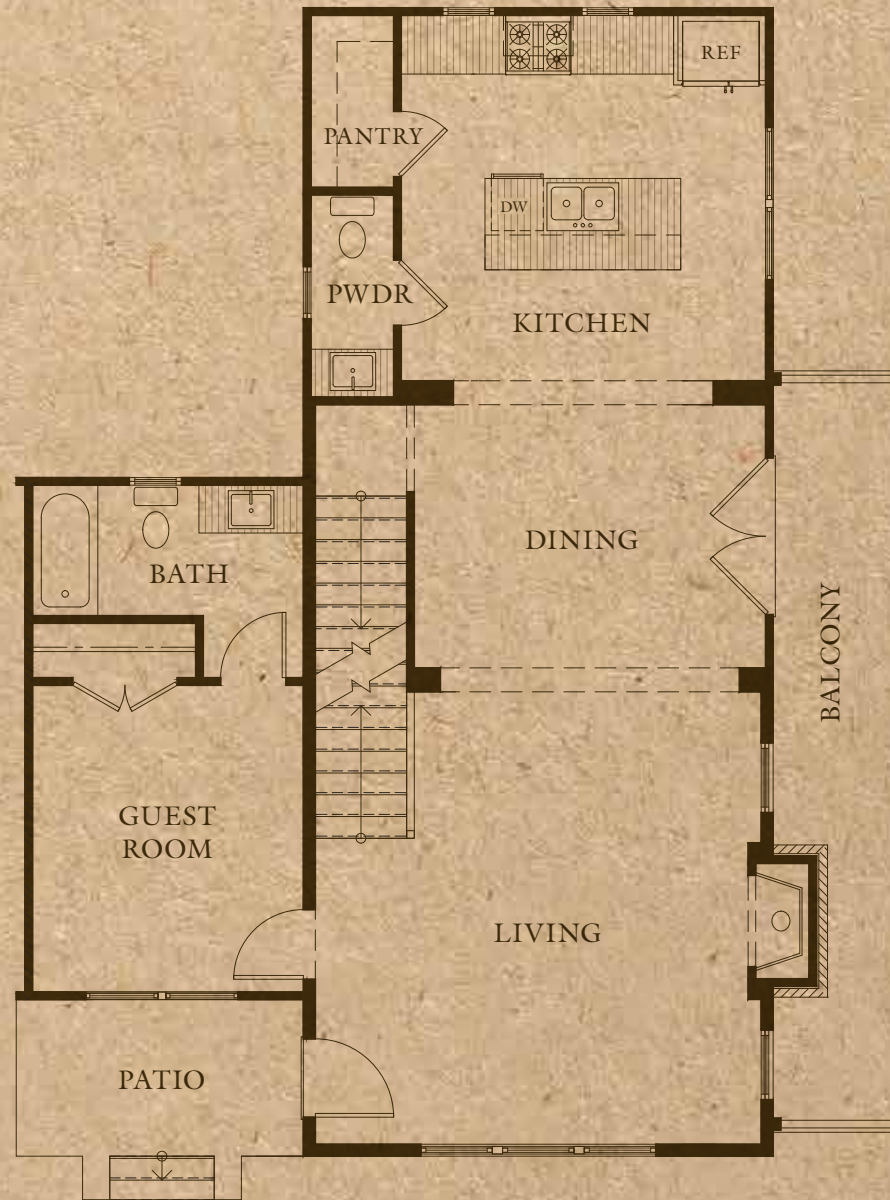 REF
PANTRY
DW
PWDR
KITCHEN
DINING
BATH
BALCONY
GUEST
ROOM
LIVING
PATIO